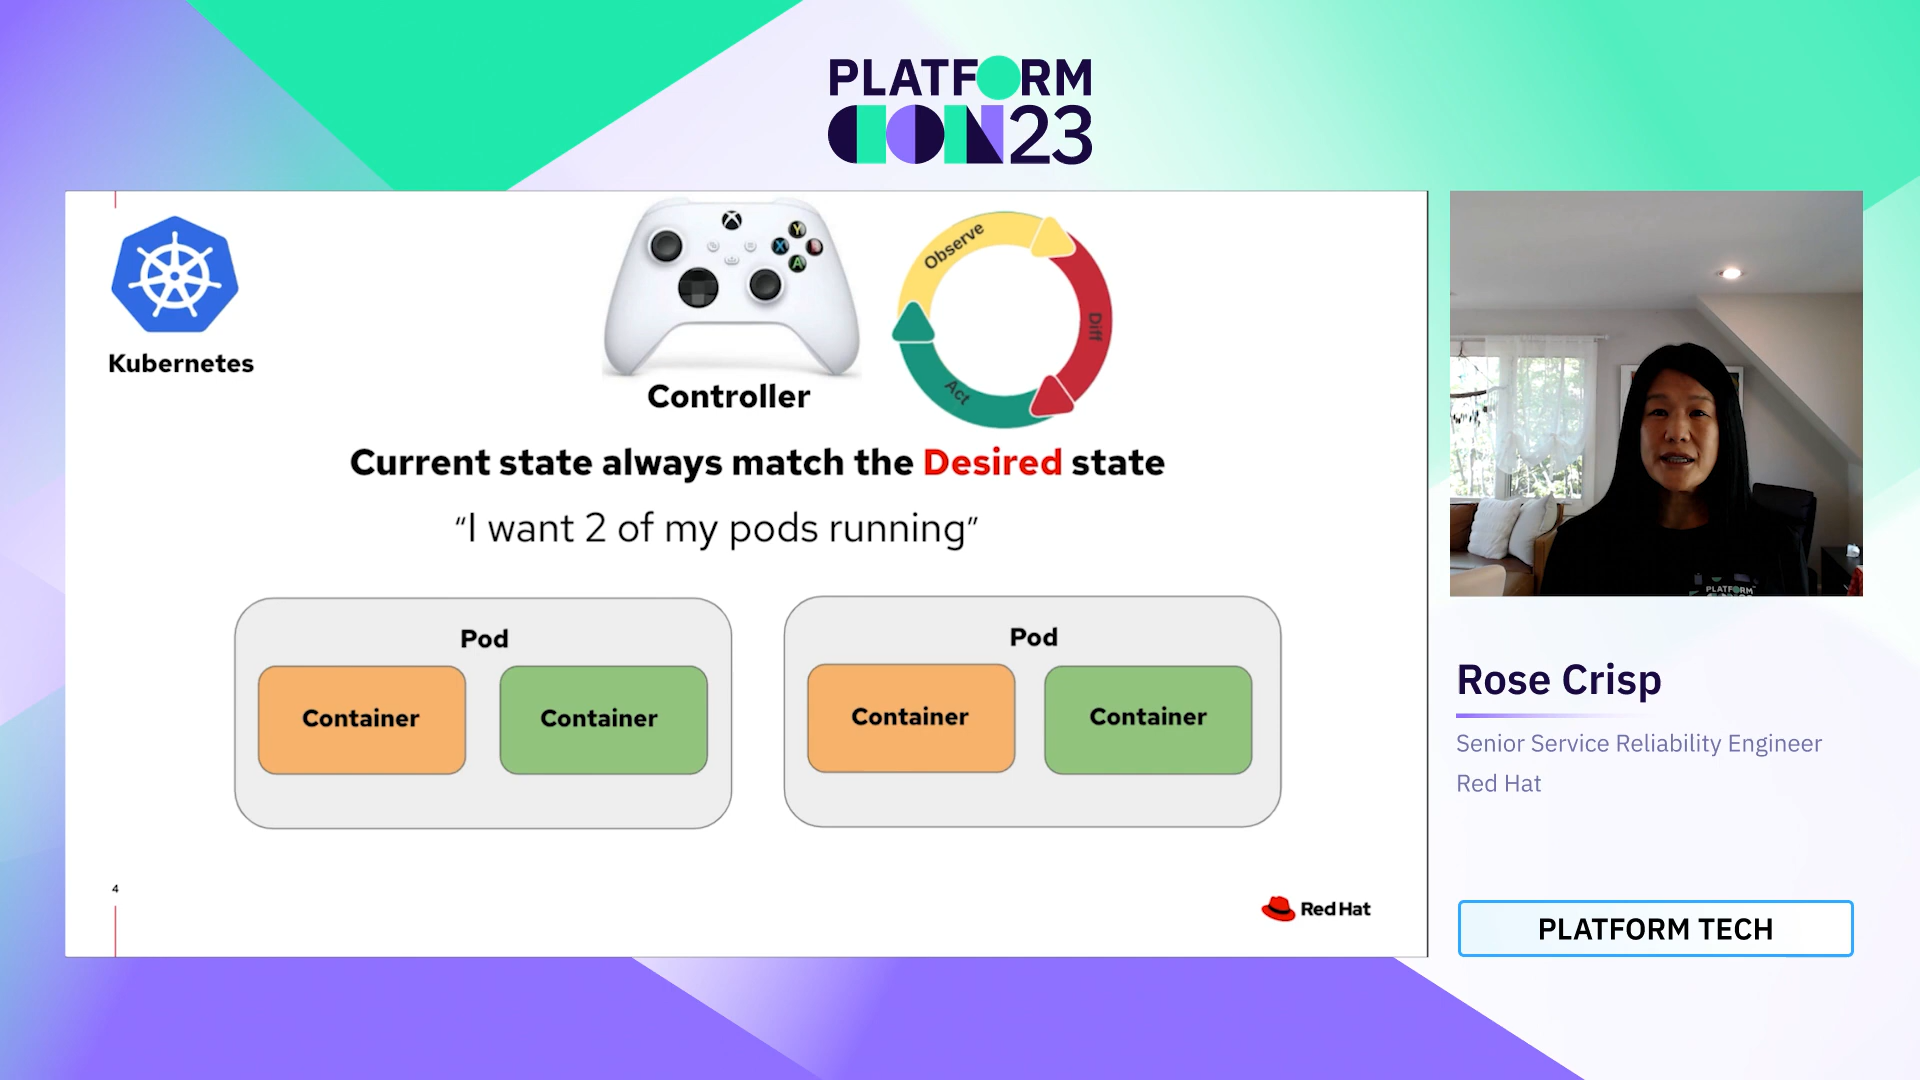 PLATFORM
CON23
Kubernetes
Y
X
A
Controller
Observe
Diff
Act
Current state always match the Desired state
“I want 2 of my pods running”
Pod
Container
Container
Pod
Container
Container
4
Red Hat
PLATFORM
Rose Crisp
Senior Service Reliability Engineer
Red Hat
PLATFORM TECH